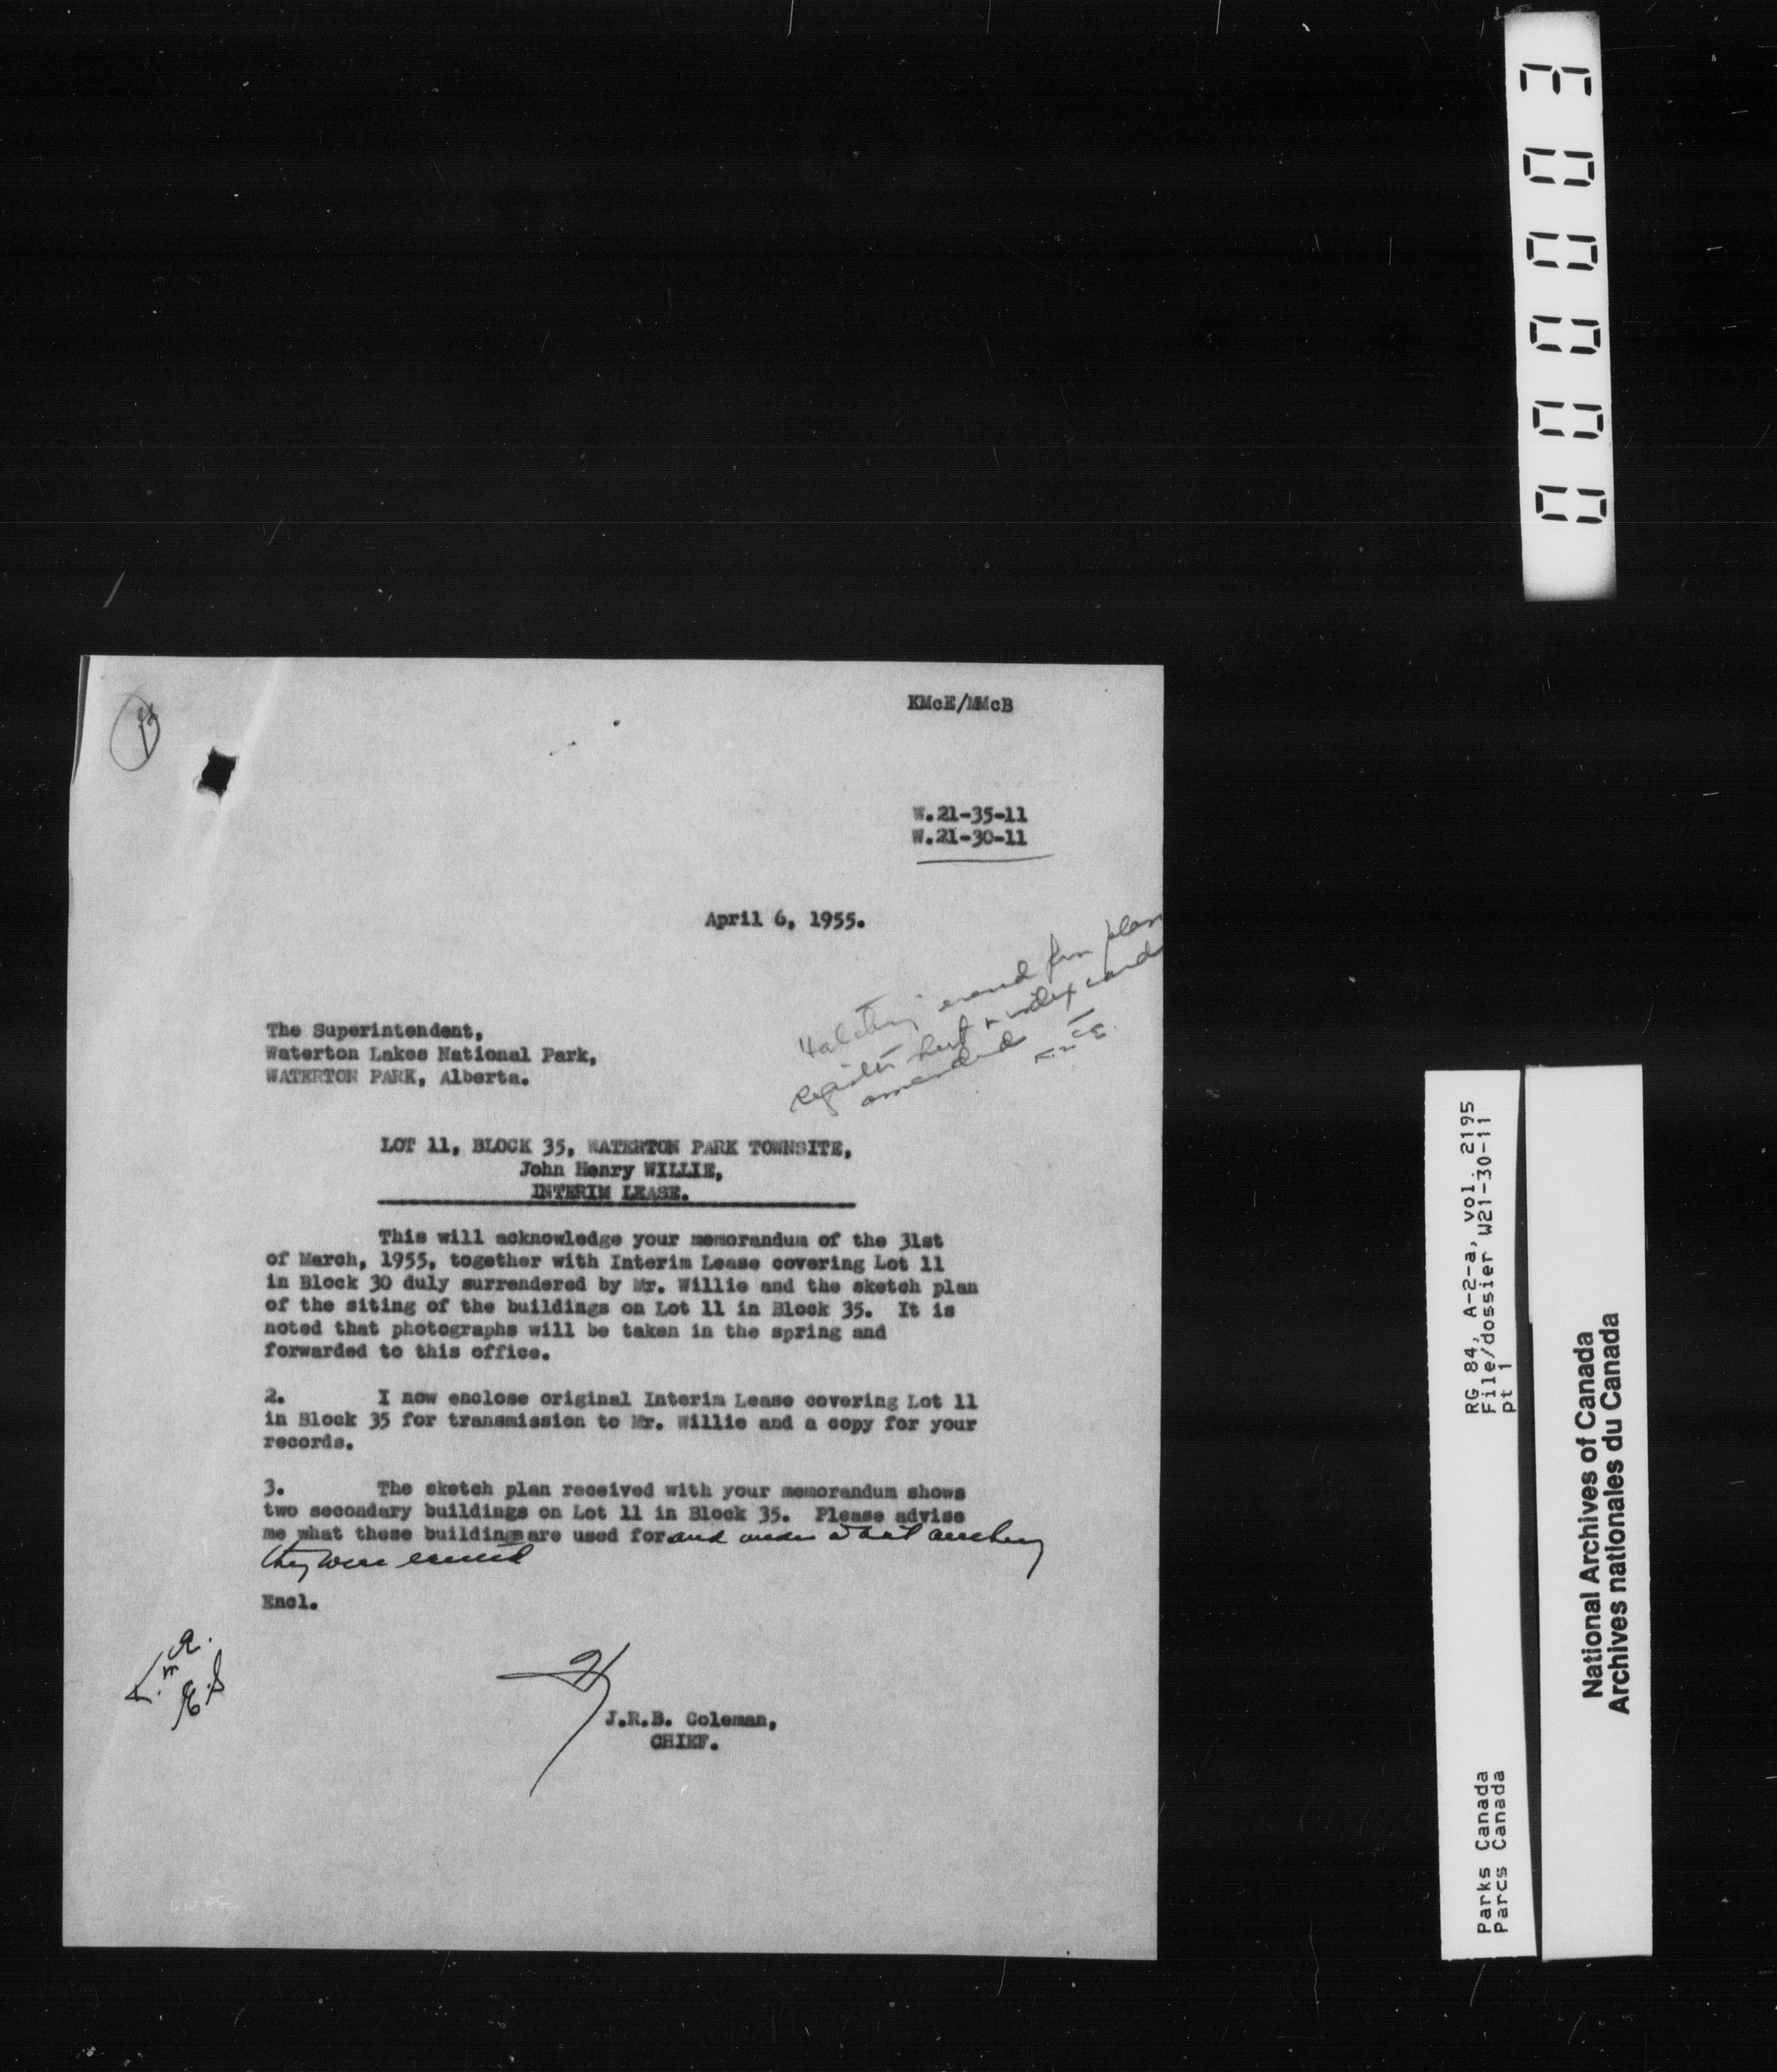 000003
KMcE/MMcB
W.21-35-11
W.21-30-11
April 6, 1955.
erased from plan
register sheet + index cards
amended
The Superintendent,
Waterton Lakes National Park,
WATERTON PARK, Alberta.
LOT 11, BLOCK 35, WATERTON PARK TOWNSITE,
John Henry WILLIE,
INTERIM LEASE.
This will acknowledge your memorandum of the 31st
of March, 1955, together with Interim Lease covering Lot 11
in Block 30 duly surrendered by Mr. Willie and the sketch plan
of the siting of the buildings on Lot 11 in Block 35. It is
noted that photographs will be taken in the spring and
forwarded to this office.
2. I now enclose original Interim Lease covering Lot 11
in Block 35 for transmission to Mr. Willie and a copy for your
records.
3. The sketch plan received with your memorandum shows
two secondary buildings on Lot 11 in Block 35. Please advise
me what these buildings are used for and under what authority
they were erected
Encl.
J.R.B. Coleman,
CHIEF.
RG 84, A-2-a, vol. 2195
File/dossier W21-30-11
pt 1
Parks Canada
Parcs Canada
National Archives of Canada
Archives nationales du Canada